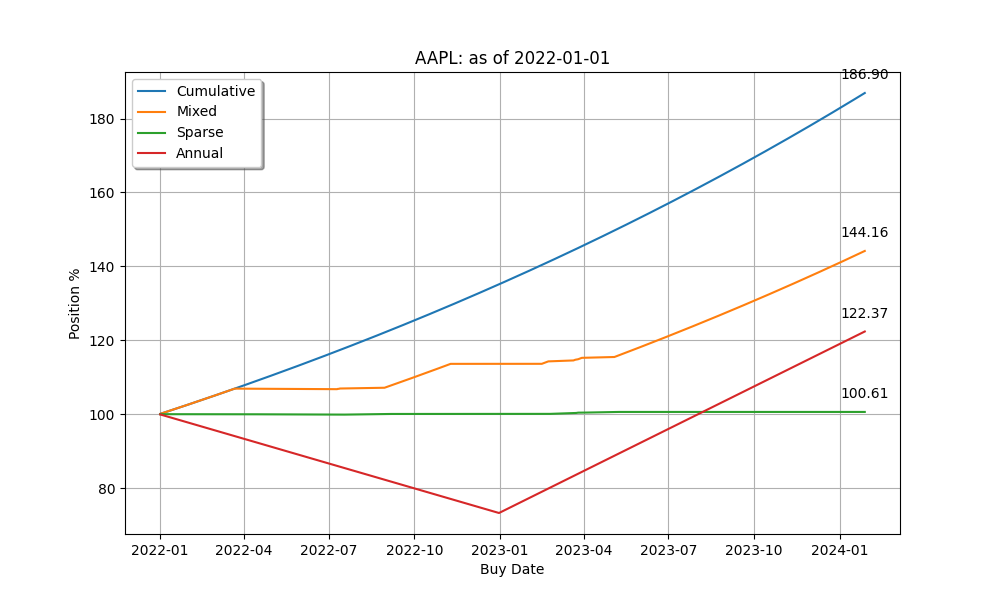 AAPL: as of 2022-01-01
Cumulative
Mixed
Sparse
Annual
186.90
144.16
122.37
100.61
Position %
180
160
140
120
100
80
2022-01 2022-04 2022-07 2022-10 2023-01 2023-04 2023-07 2023-10 2024-01
Buy Date